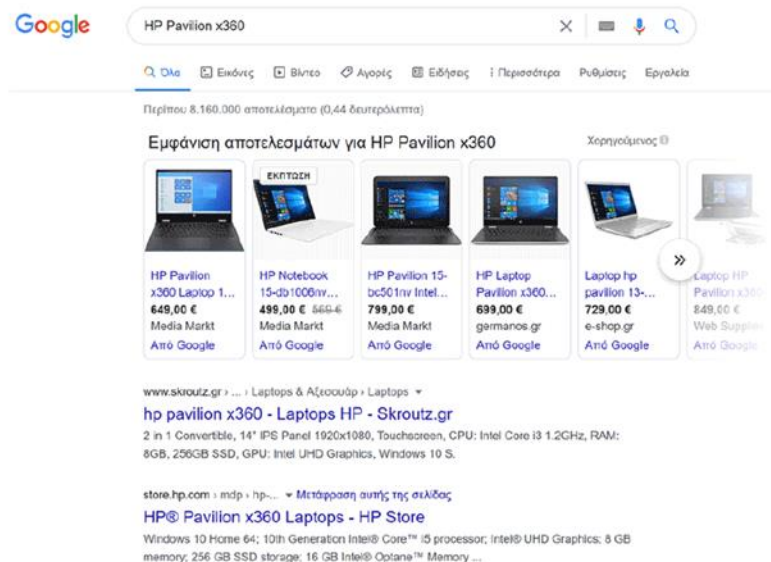 Google
HP Pavilion x360
Όλα Εικόνες Βίντεο Αγορές Ειδήσεις Περισσότερα Ρυθμίσεις Εργαλεία
Περίπου 8.160.000 αποτελέσματα (0,44 δευτερόλεπτα)
Εμφάνιση αποτελεσμάτων για HP Pavilion x360
Χορηγούμενος
ΕΚΠΤΩΣΗ
HP Pavilion
x360 Laptop 1...
649,00 €
Media Markt
Από Google
HP Notebook
15-db1006nv...
499,00 € 569 €
Media Markt
Από Google
HP Pavilion 15-
bc501nv Intel...
799,00 €
Media Markt
Από Google
HP Laptop
Pavilion x360...
699,00 €
germanos.gr
Από Google
Laptop hp
pavilion 13-...
729,00 €
e-shop.gr
Από Google
Laptop HP
Pavilion x360
849,00 €
Web Supplies
Από Google
www.skroutz.gr › ... › Laptops & Αξεσουάρ › Laptops
hp pavilion x360 - Laptops HP - Skroutz.gr
2 in 1 Convertible, 14" IPS Panel 1920x1080, Touchscreen, CPU: Intel Core i3 1.2GHz, RAM:
8GB, 256GB SSD, GPU: Intel UHD Graphics, Windows 10 S.
store.hp.com › mdp › hp-... Μετάφραση αυτής της σελίδας
HP® Pavilion x360 Laptops - HP Store
Windows 10 Home 64; 10th Generation Intel® Core™ i5 processor; Intel® UHD Graphics; 8 GB
memory; 256 GB SSD storage; 16 GB Intel® Optane™ Memory ...